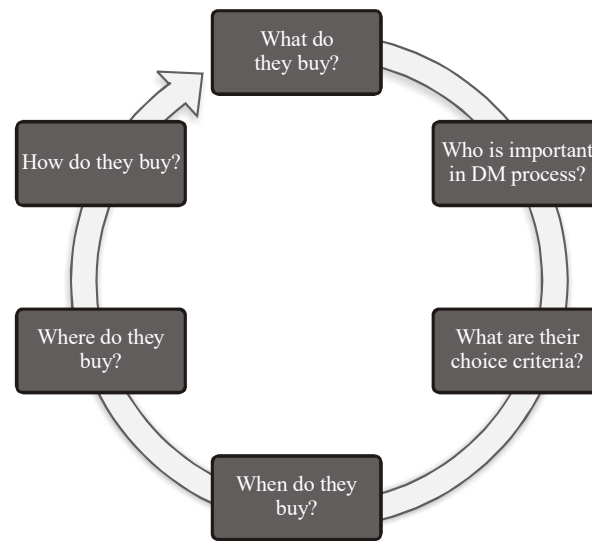 What do
they buy?
Who is important
in DM process?
What are their
choice criteria?
When do they
buy?
Where do they
buy?
How do they buy?